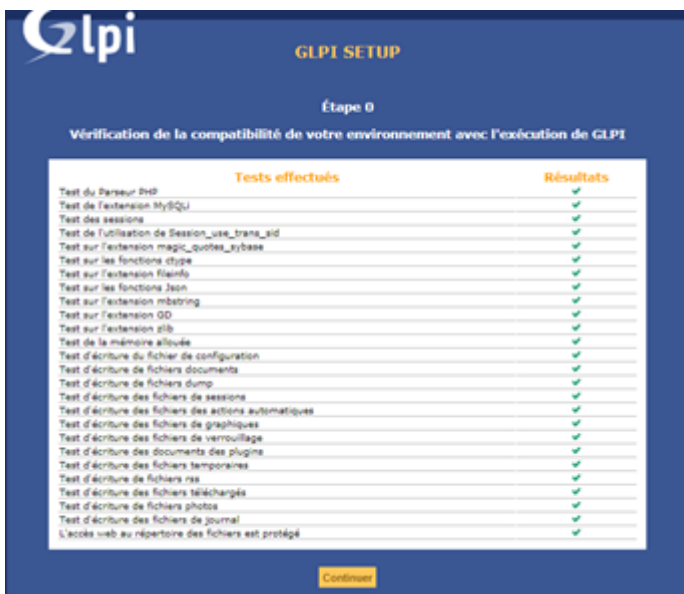 Glpi
GLPI SETUP
Étape 0
Vérification de la compatibilité de votre environnement avec l'exécution de GLPI
Tests effectués Résultats
Test du Parseur PHP
Test de l'extension MySQLi
Test des sessions
Test de l'utilisation de Session_use_trans_sid
Test sur l'extension magic_quotes_sybase
Test sur les fonctions ctype
Test sur l'extension fileinfo
Test sur les fonctions Json
Test sur l'extension mbstring
Test sur l'extension GD
Test sur l'extension zlib
Test de la mémoire allouée
Test d'écriture du fichier de configuration
Test d'écriture de fichiers documents
Test d'écriture de fichiers dump
Test d'écriture des fichiers de sessions
Test d'écriture des fichiers des actions automatiques
Test d'écriture des fichiers de graphiques
Test d'écriture des fichiers de verrouillage
Test d'écriture des documents des plugins
Test d'écriture des fichiers temporaires
Test d'écriture de fichiers rss
Test d'écriture des fichiers téléchargés
Test d'écriture de fichiers photos
Test d'écriture des fichiers de journal
L'accès web au répertoire des fichiers est protégé
Continuer